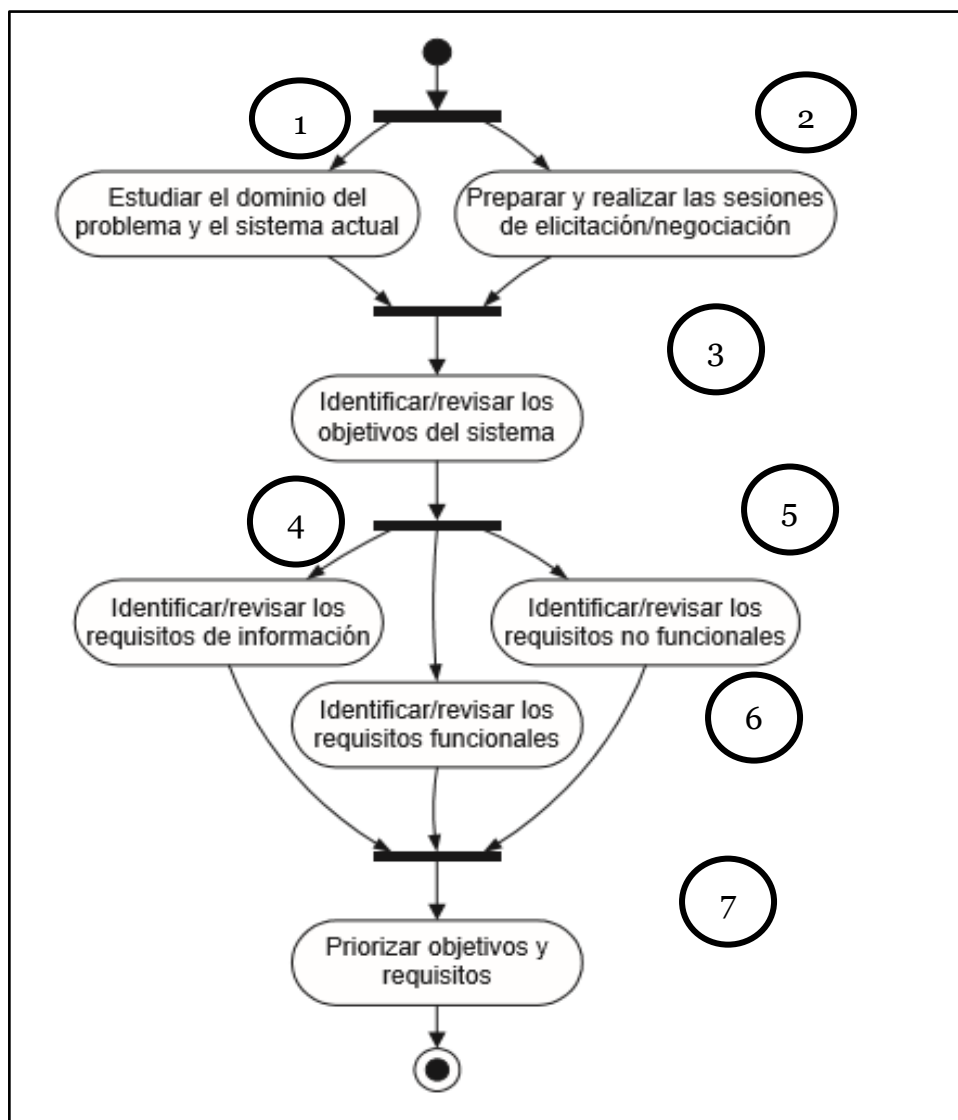 1
2
Estudiar el dominio del
problema y el sistema actual
Preparar y realizar las sesiones
de elicitación/negociación
3
Identificar/revisar los
objetivos del sistema
4
5
Identificar/revisar los
requisitos de información
Identificar/revisar los
requisitos no funcionales
6
Identificar/revisar los
requisitos funcionales
7
Priorizar objetivos y
requisitos